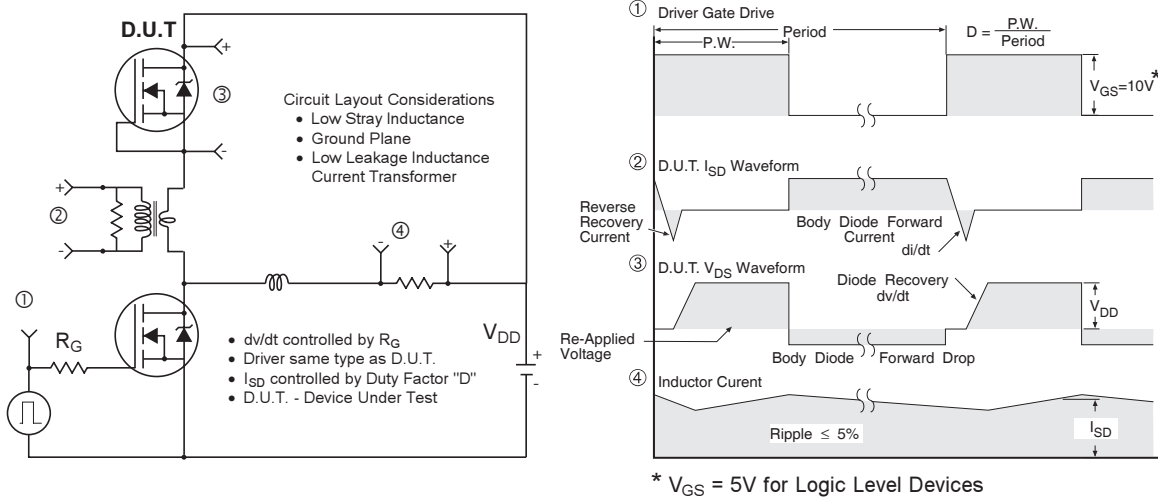 D.U.T
+
③
-
Circuit Layout Considerations
• Low Stray Inductance
• Ground Plane
• Low Leakage Inductance
Current Transformer
+
②
-
④
-
+
①
R_G
• dv/dt controlled by R_G
• Driver same type as D.U.T.
• I_SD controlled by Duty Factor "D"
• D.U.T. - Device Under Test
V_DD
+
-
① Driver Gate Drive
P.W.
Period
D = P.W. / Period
V_GS=10V *
② D.U.T. I_SD Waveform
Reverse
Recovery
Current
Body Diode Forward
Current
di/dt
③ D.U.T. V_DS Waveform
Diode Recovery
dv/dt
V_DD
Re-Applied
Voltage
Body Diode Forward Drop
④ Inductor Curent
Ripple ≤ 5%
I_SD
* V_GS = 5V for Logic Level Devices